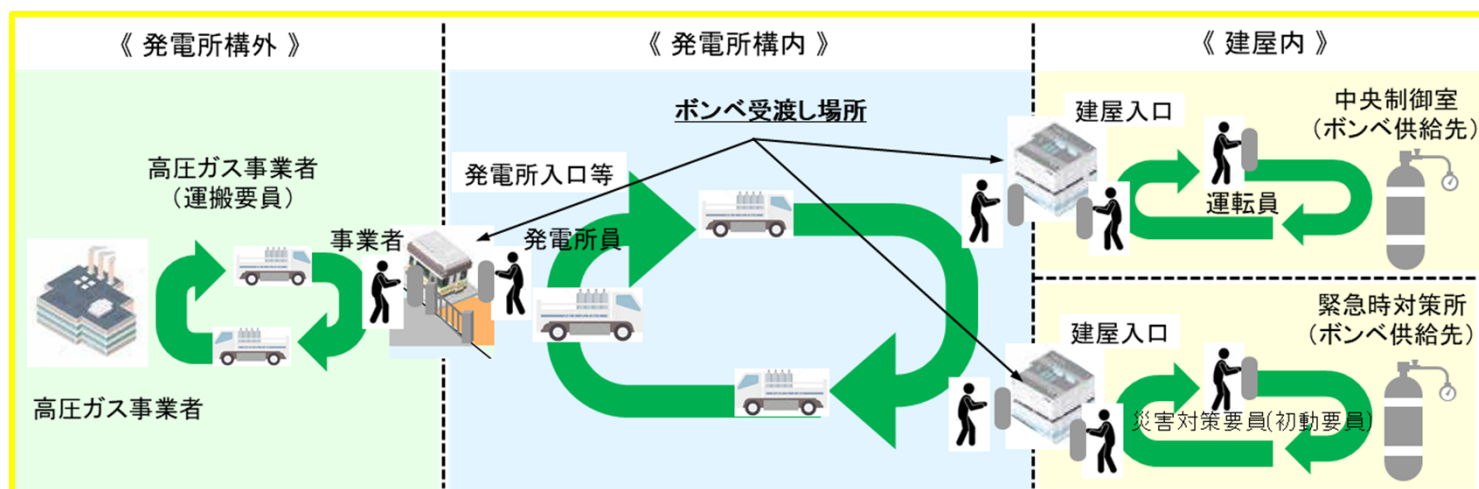 《 発電所構外 》
《 発電所構内 》
《 建屋内 》
ボンベ受渡し場所
高圧ガス事業者
(運搬要員)
事業者
高圧ガス事業者
発電所入口等
発電所員
建屋入口
運転員
中央制御室
(ボンベ供給先)
建屋入口
災害対策要員(初動要員)
緊急時対策所
(ボンベ供給先)